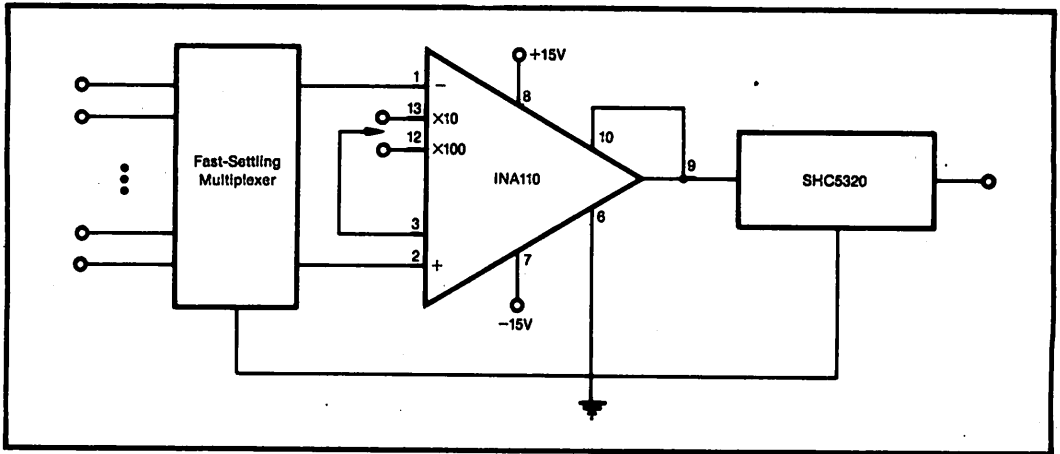 +15V
1
−
8
13
×10
10
12
×100
Fast-Settling
Multiplexer
INA110
9
SHC5320
3
6
2
+
7
−15V